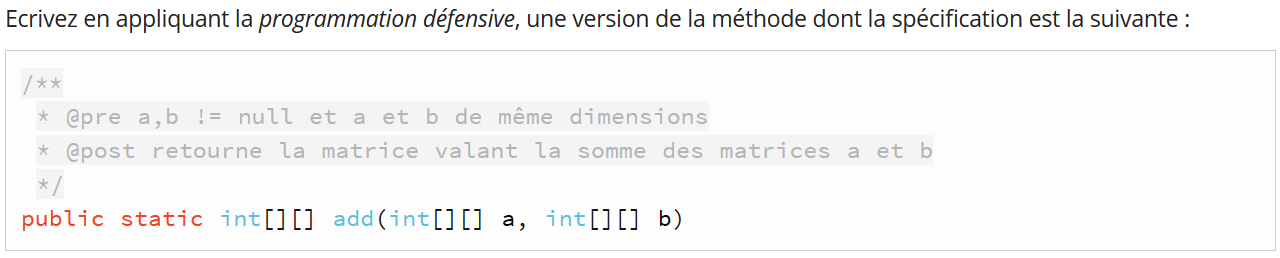 Ecrivez en appliquant la programmation défensive, une version de la méthode dont la spécification est la suivante :
/**
 * @pre a,b != null et a et b de même dimensions
 * @post retourne la matrice valant la somme des matrices a et b
 */
public static int[][] add(int[][] a, int[][] b)